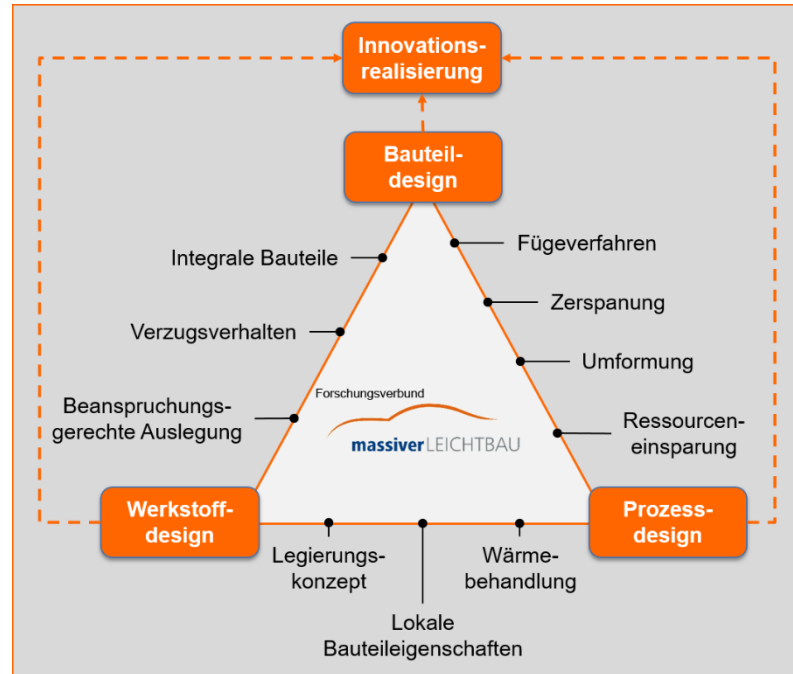 Innovations-
realisierung
Bauteil-
design
Integrale Bauteile
Fügeverfahren
Verzugsverhalten
Zerspanung
Umformung
Beanspruchungs-
gerechte Auslegung
Forschungsverbund
massiverLEICHTBAU
Ressourcen-
einsparung
Werkstoff-
design
Prozess-
design
Legierungs-
konzept
Wärme-
behandlung
Lokale
Bauteileigenschaften